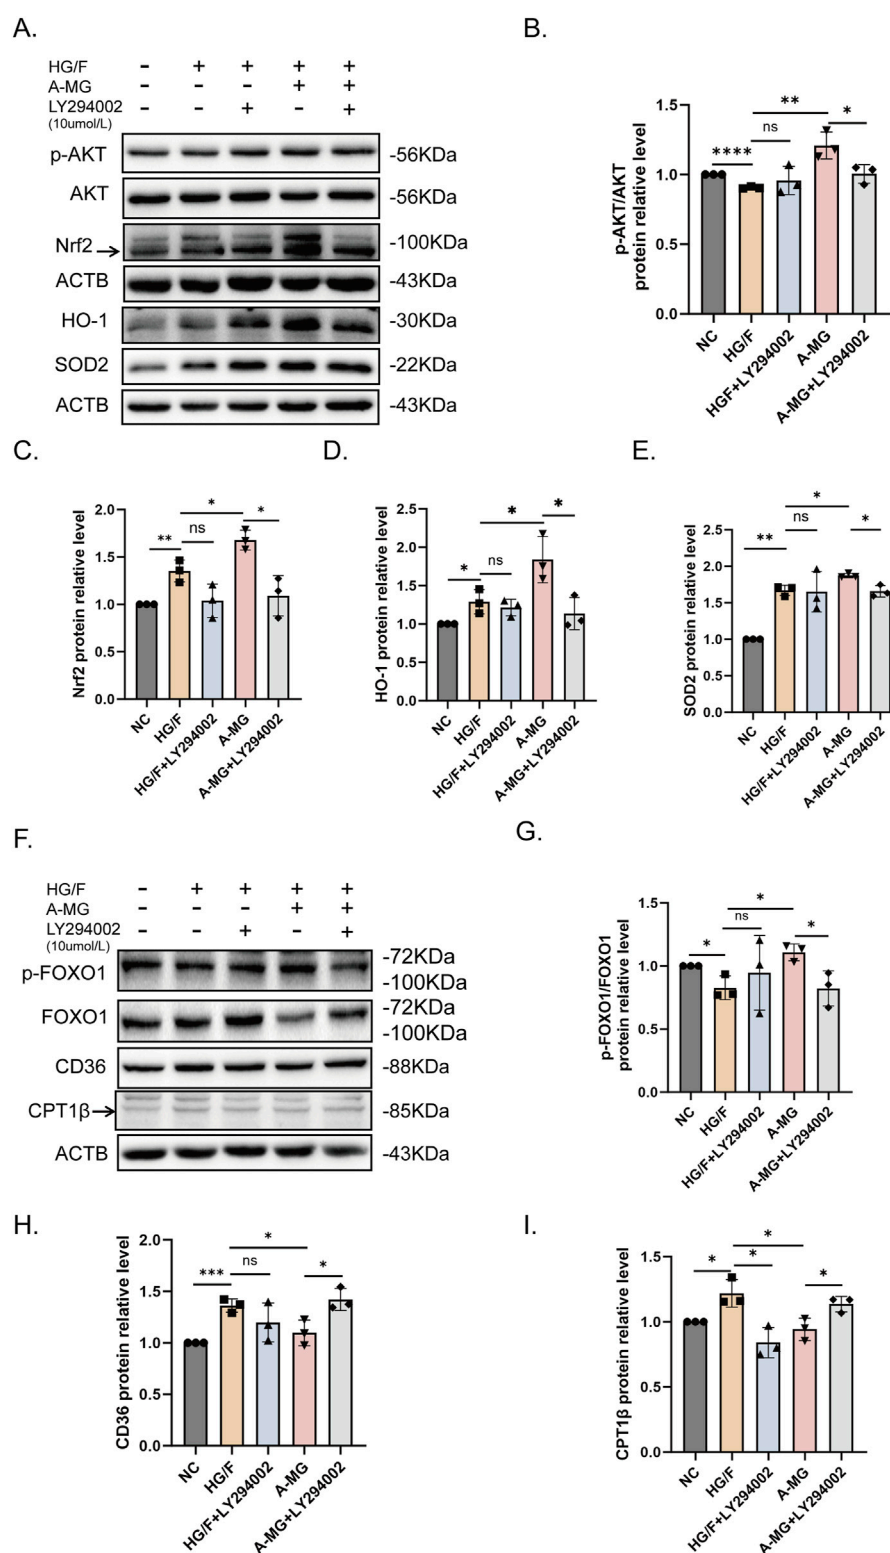 A.
HG/F - + + + +
A-MG - - - + +
LY294002 - - + - +
(10umol/L)
p-AKT -56KDa
AKT -56KDa
Nrf2 -100KDa
ACTB -43KDa
HO-1 -30KDa
SOD2 -22KDa
ACTB -43KDa
B.
p-AKT/AKT
protein relative level
1.5
1.0
0.5
0.0
**
ns
*
****
NC
HG/F
HGF+LY294002
A-MG
A-MG+LY294002
C.
Nrf2 protein relative level
2.0
1.5
1.0
0.5
0.0
*
ns
*
**
NC
HG/F
HG/F+LY294002
A-MG
A-MG+LY294002
D.
HO-1 protein relative level
2.5
2.0
1.5
1.0
0.5
0.0
*
*
ns
*
NC
HG/F
HG/F+LY294002
A-MG
A-MG+LY294002
E.
SOD2 protein relative level
2.5
2.0
1.5
1.0
0.5
0.0
*
ns
*
**
NC
HG/F
HG/F+LY294002
A-MG
A-MG+LY294002
F.
HG/F - + + + +
A-MG - - - + +
LY294002 - - + - +
(10umol/L)
p-FOXO1 -72KDa
-100KDa
FOXO1 -72KDa
-100KDa
CD36 -88KDa
CPT1β -85KDa
ACTB -43KDa
G.
p-FOXO1/FOXO1
protein relative level
1.5
1.0
0.5
0.0
*
ns
*
*
NC
HG/F
HG/F+LY294002
A-MG
A-MG+LY294002
H.
CD36 protein relative level
2.0
1.5
1.0
0.5
0.0
*
ns
*
***
NC
HG/F
HG/F+LY294002
A-MG
A-MG+LY294002
I.
CPT1β protein relative level
1.5
1.0
0.5
0.0
*
*
*
*
NC
HG/F
HG/F+LY294002
A-MG
A-MG+LY294002